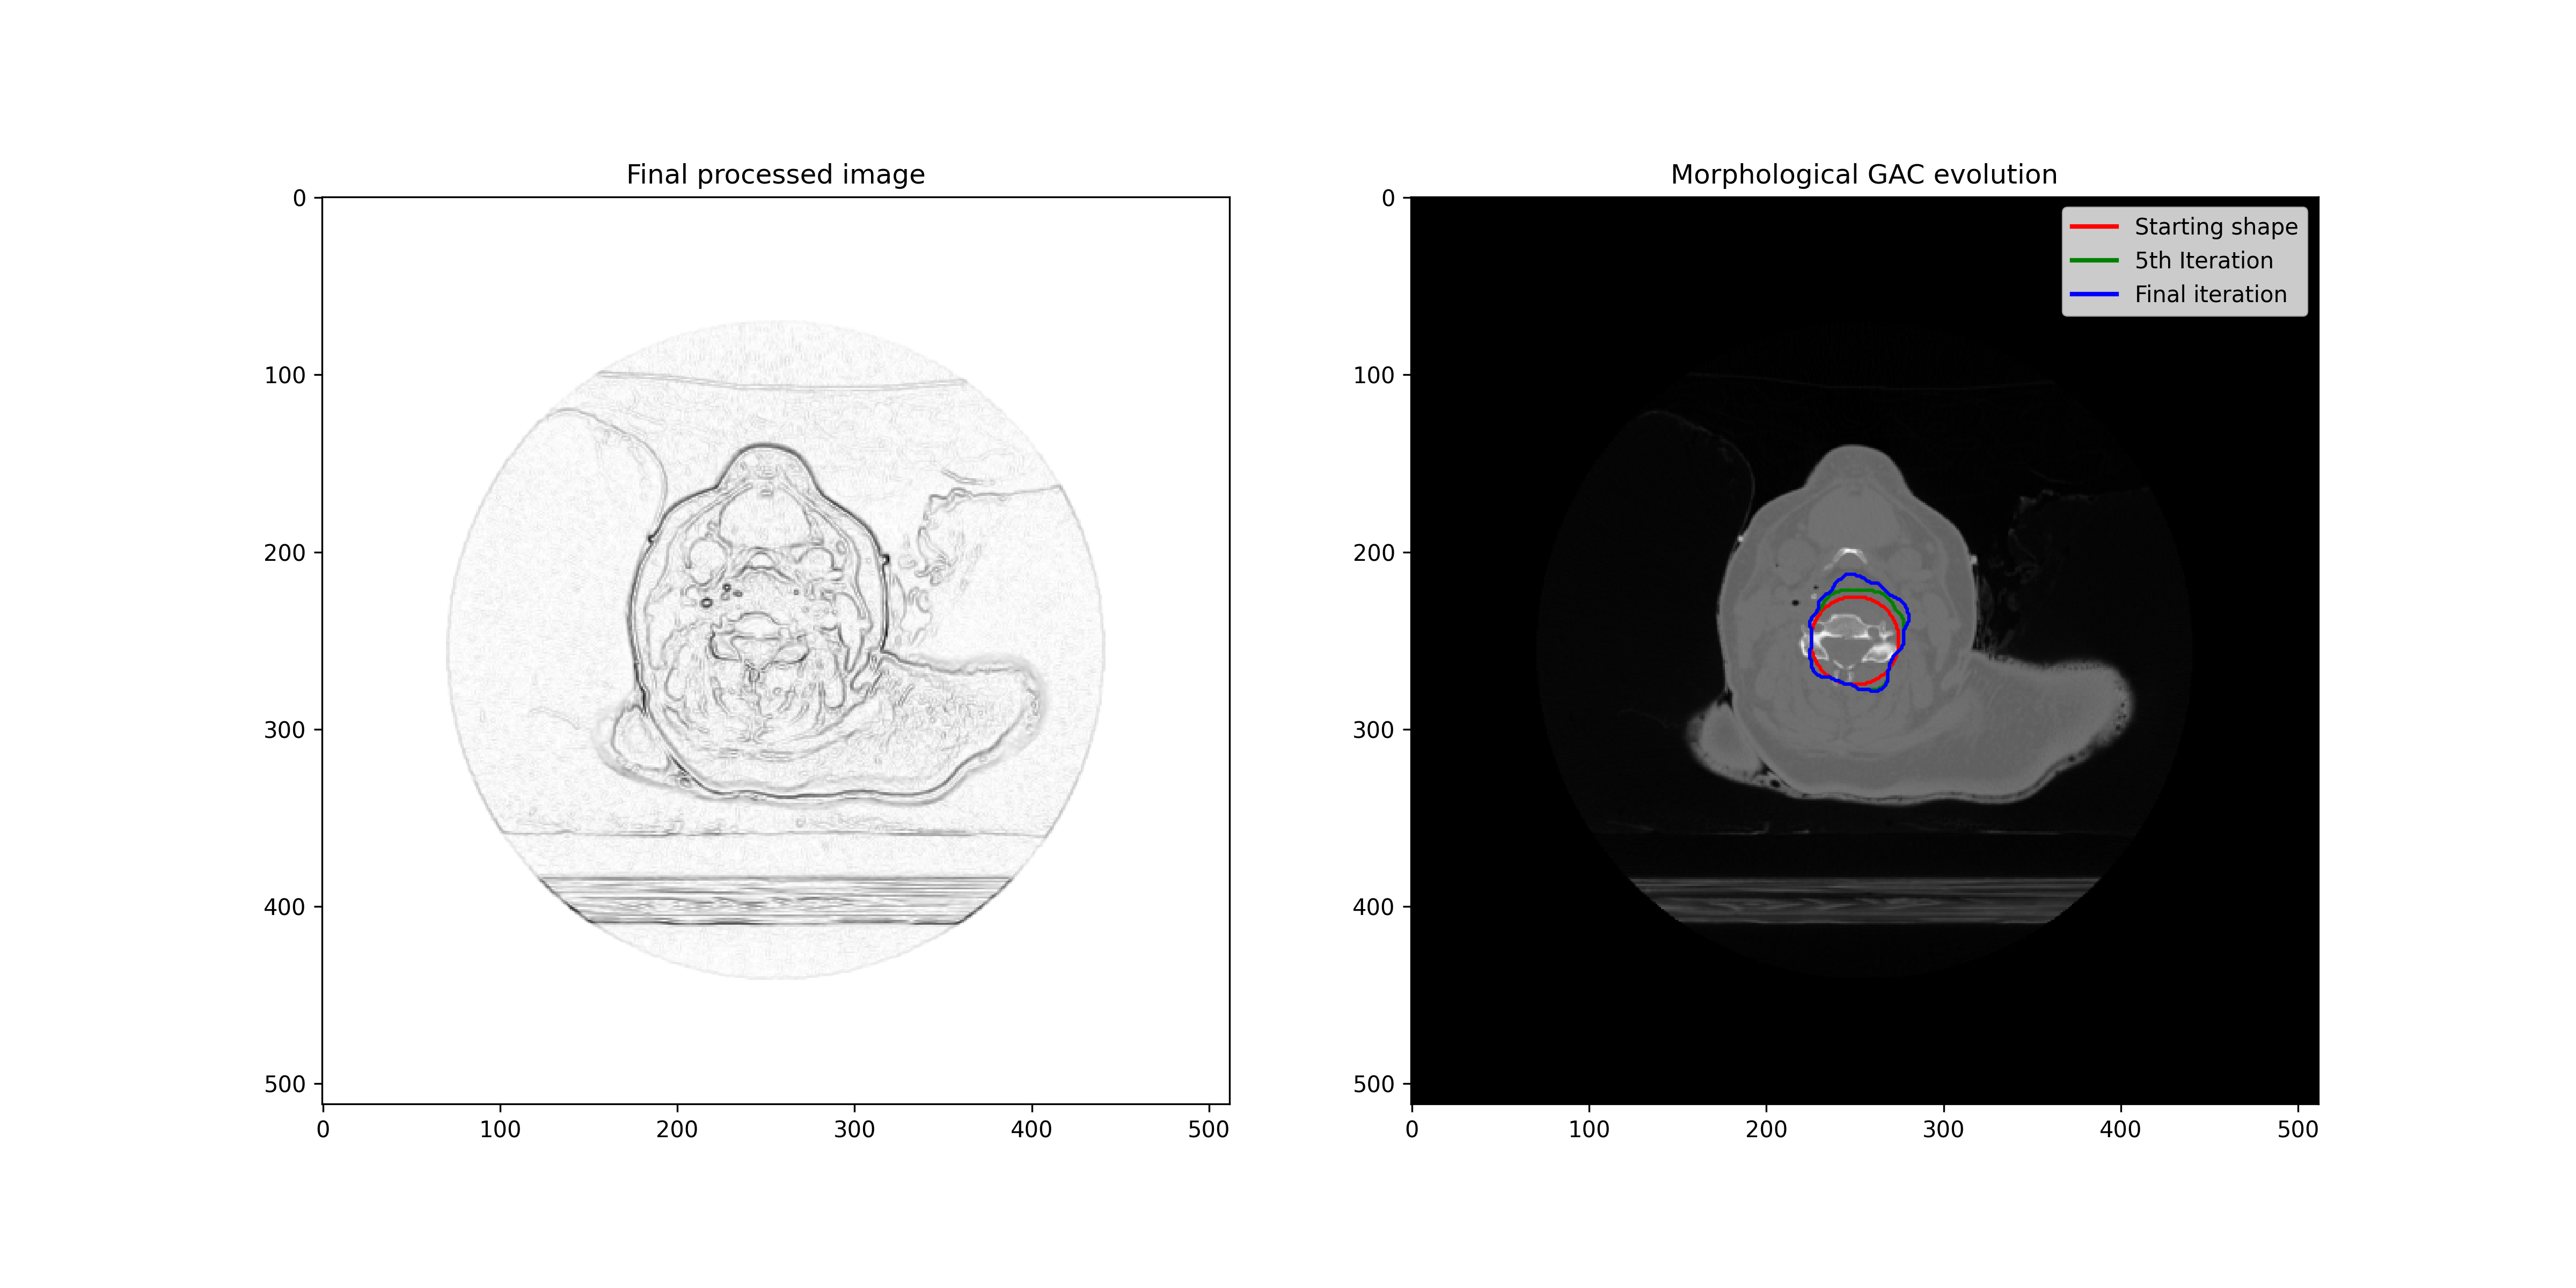 Final processed image
0
100
200
300
400
500
0 100 200 300 400 500
Morphological GAC evolution
Starting shape
5th Iteration
Final iteration
0
100
200
300
400
500
0 100 200 300 400 500